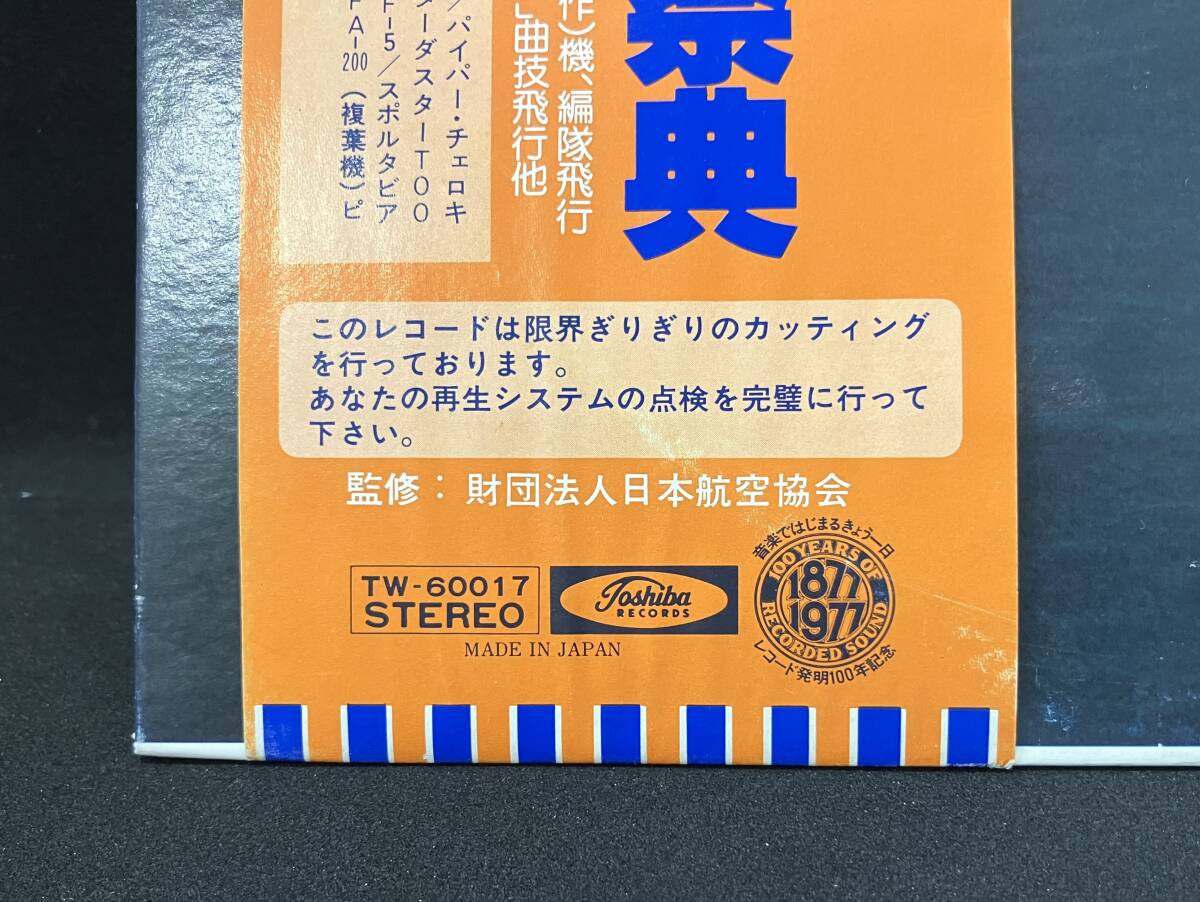 祭典
作)機、編隊飛行
」曲技飛行他
／パイパー・チェロキ
ーダスターTOO
F-5／スポルタビア
FA-200（複葉機）ピ
このレコードは限界ぎりぎりのカッティング
を行っております。
あなたの再生システムの点検を完璧に行って
下さい。
監修：財団法人日本航空協会
TW-60017
STEREO
Toshiba
RECORDS
MADE IN JAPAN
音楽ではじまるきょう一日
100 YEARS OF
1877
1977
RECORDED SOUND
レコード発明100年記念